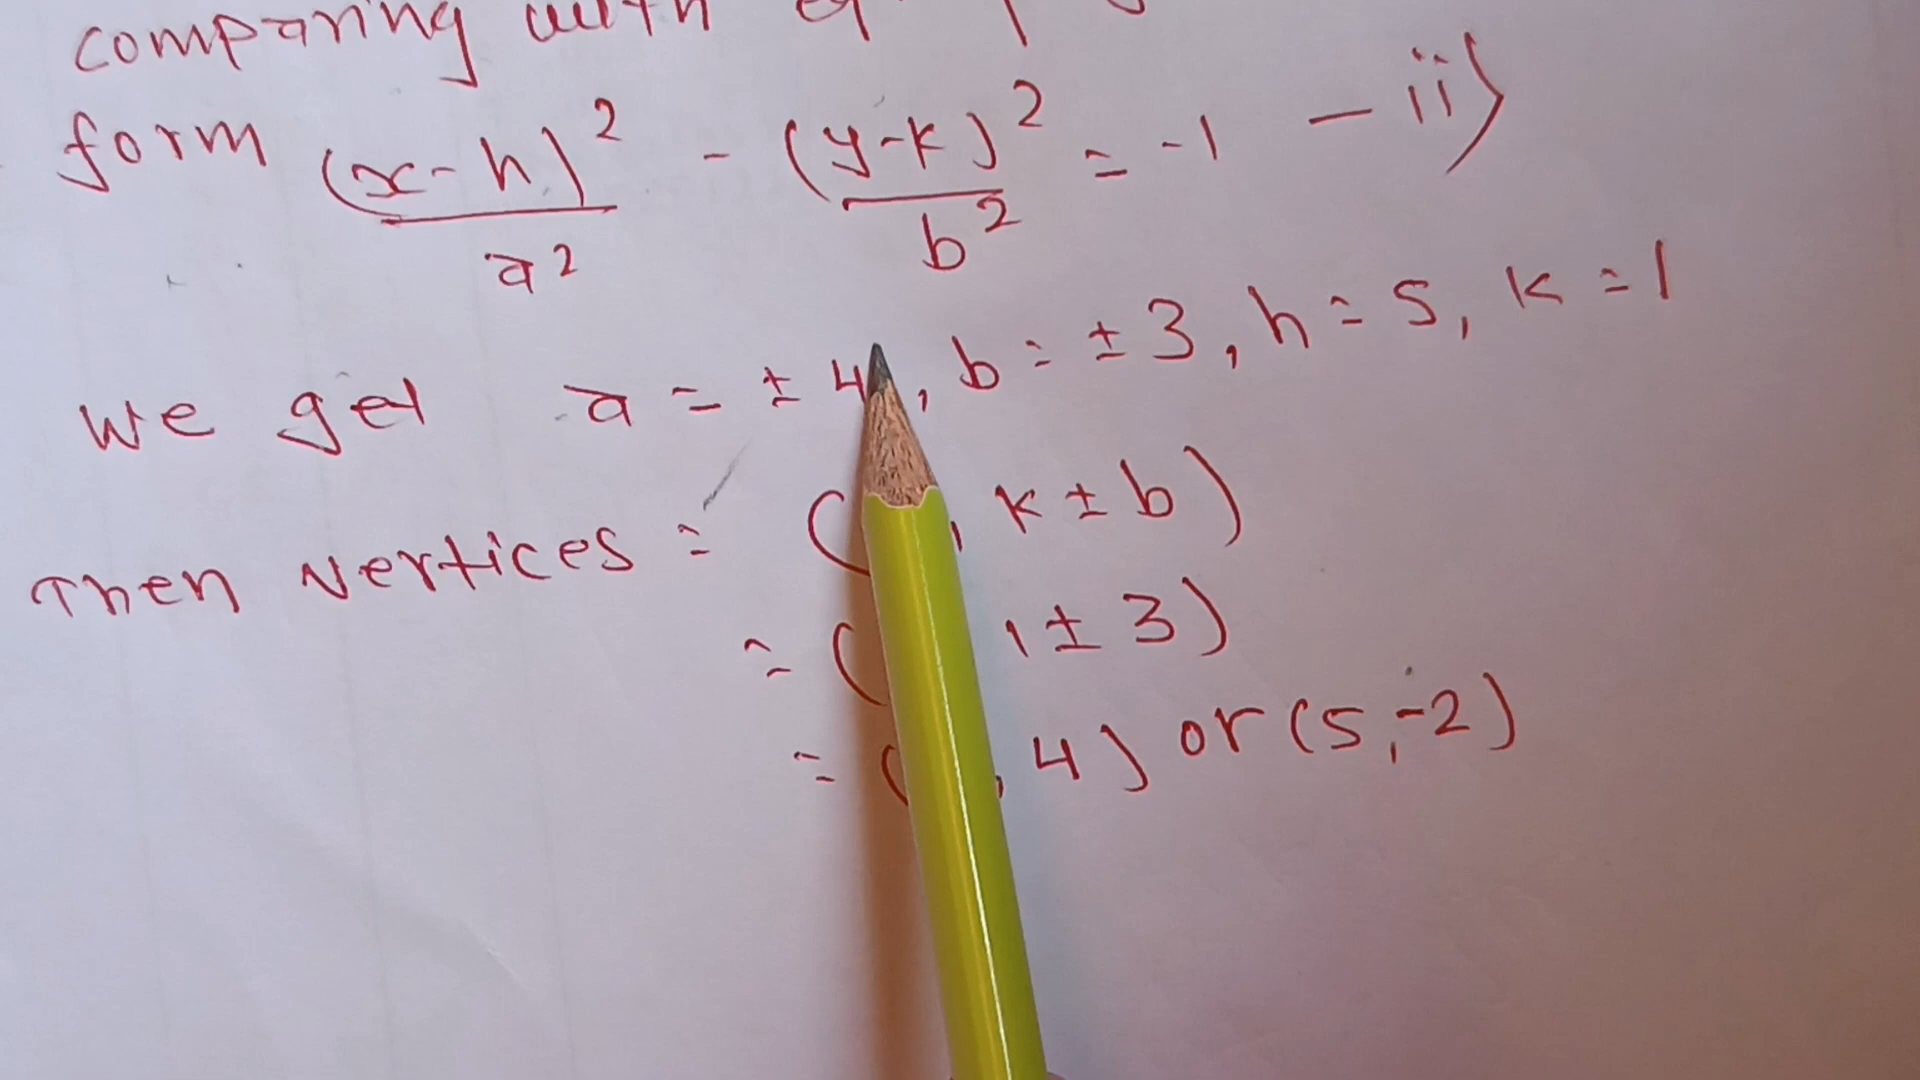 comparing with
form (x-h)²/a² - (y-k)²/b² = -1 - ii)
We get a = ± 4, b = ± 3, h = 5, k = 1
Then vertices = ( , k ± b)
= ( 1 ± 3)
= ( , 4) or (5, -2)